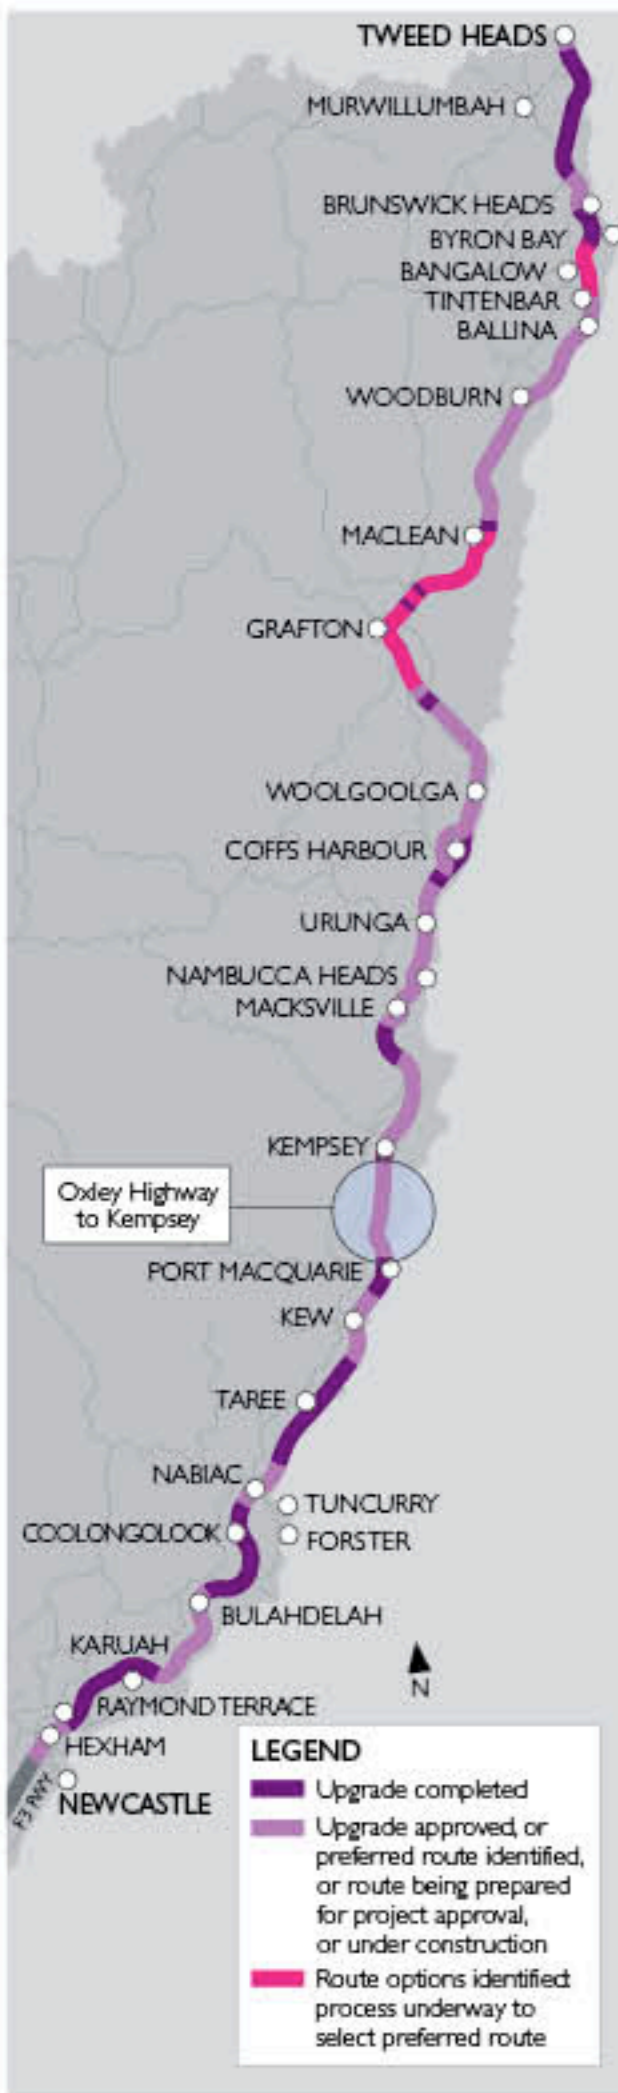 TWEED HEADS
MURWILLUMBAH
BRUNSWICK HEADS
BYRON BAY
BANGALOW
TINTENBAR
BALLINA
WOODBURN
MACLEAN
GRAFTON
WOOLGOOLGA
COFFS HARBOUR
URUNGA
NAMBUCCA HEADS
MACKSVILLE
KEMPSEY
Oxley Highway
to Kempsey
PORT MACQUARIE
KEW
TAREE
NABIAC
TUNCURRY
COOLONGOLOOK
FORSTER
BULAHDELAH
KARUAH
N
RAYMOND TERRACE
HEXHAM
F3 FWY
NEWCASTLE
LEGEND
Upgrade completed
Upgrade approved, or
preferred route identified,
or route being prepared
for project approval,
or under construction
Route options identified:
process underway to
select preferred route